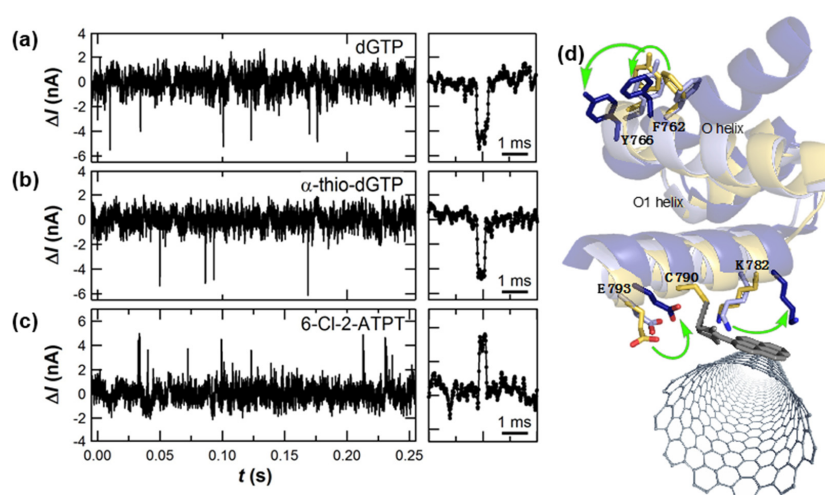 (a)
4
2
0
-2
-4
-6
ΔI (nA)
dGTP
1 ms
(b)
4
2
0
-2
-4
-6
ΔI (nA)
α-thio-dGTP
1 ms
(c)
6
4
2
0
-2
-4
ΔI (nA)
6-Cl-2-ATPT
1 ms
0.00 0.05 0.10 0.15 0.20 0.25
t (s)
(d)
F762
O helix
Y766
O1 helix
K782
C790
E793